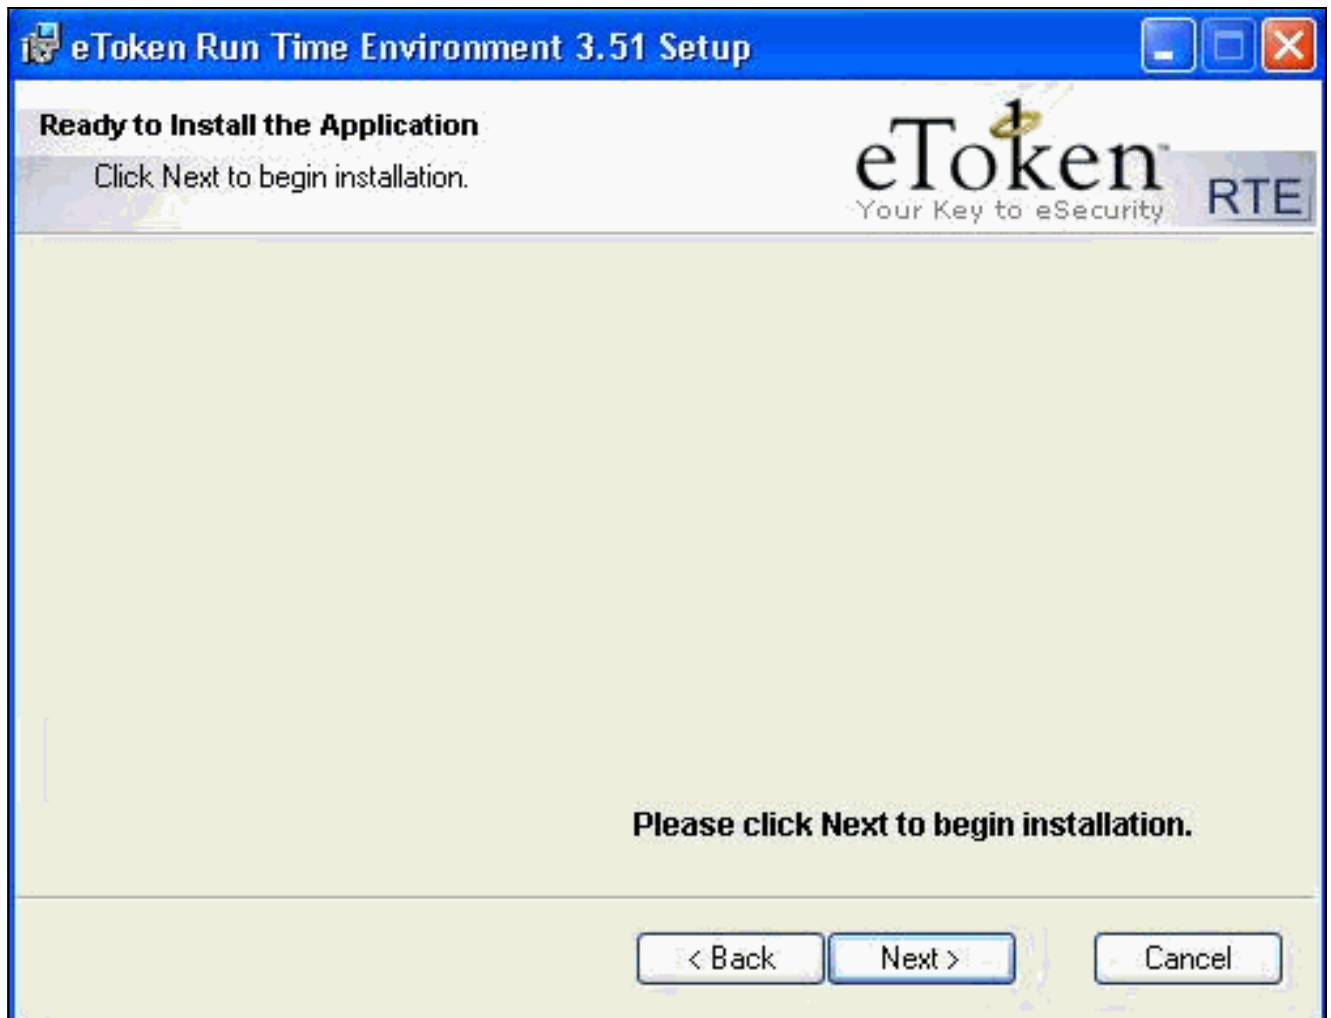 eToken Run Time Environment 3.51 Setup
Ready to Install the Application
Click Next to begin installation.
eToken™
Your Key to eSecurity
RTE
Please click Next to begin installation.
< Back
Next >
Cancel